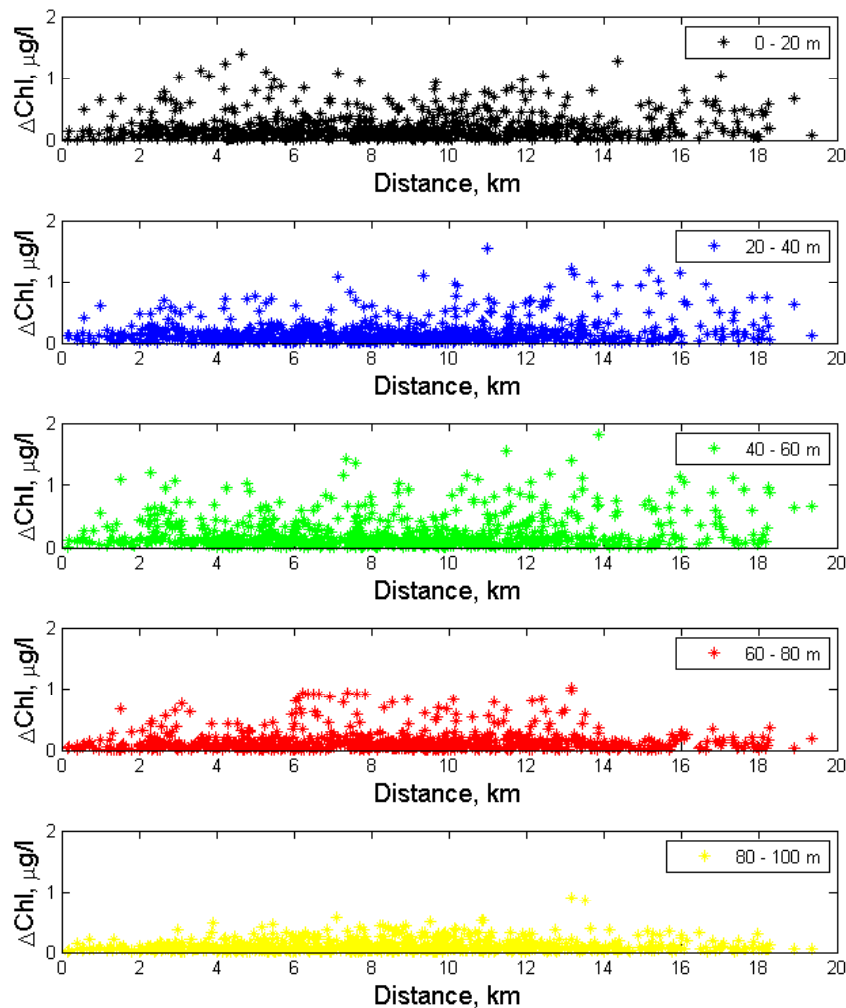 2
1
0
ΔChl, μg/l
0 - 20 m
0 2 4 6 8 10 12 14 16 18 20
Distance, km
2
1
0
ΔChl, μg/l
20 - 40 m
0 2 4 6 8 10 12 14 16 18 20
Distance, km
2
1
0
ΔChl, μg/l
40 - 60 m
0 2 4 6 8 10 12 14 16 18 20
Distance, km
2
1
0
ΔChl, μg/l
60 - 80 m
0 2 4 6 8 10 12 14 16 18 20
Distance, km
2
1
0
ΔChl, μg/l
80 - 100 m
0 2 4 6 8 10 12 14 16 18 20
Distance, km